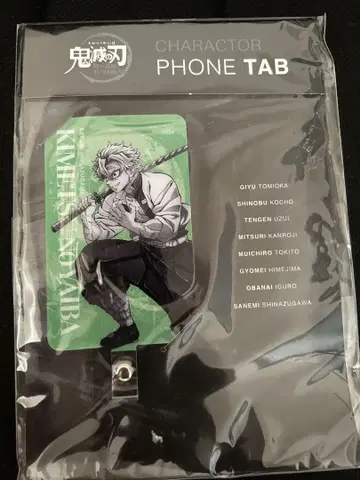 鬼滅の刃
CHARACTOR
PHONE TAB
KIMETSU NO YAIBA
GIYU TOMIOKA
SHINOBU KOCHO
TENGEN UZUI
MITSURI KANROJI
MUICHIRO TOKITO
GYOMEI HIMEJIMA
OBANAI IGURO
SANEMI SHINAZUGAWA